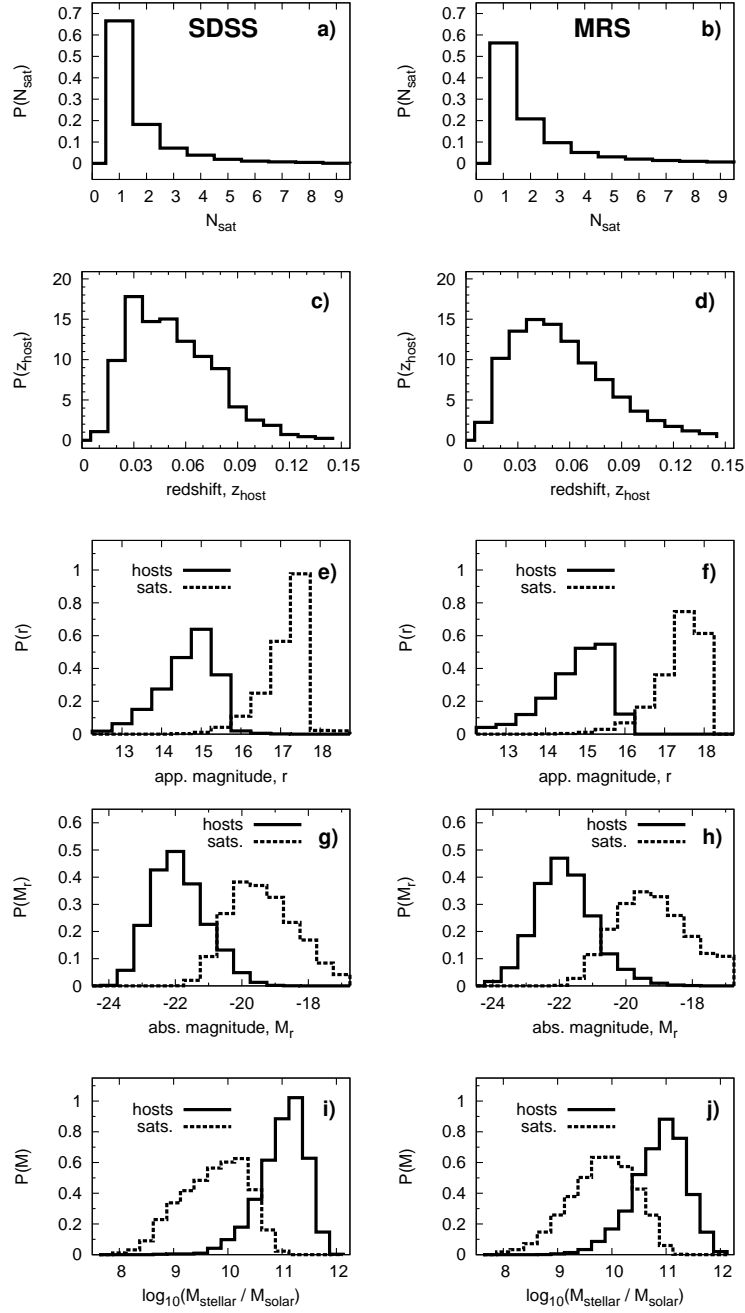 SDSS
a)
P(N_sat)
0.7
0.6
0.5
0.4
0.3
0.2
0.1
0
0 1 2 3 4 5 6 7 8 9
N_sat
MRS
b)
P(N_sat)
0.7
0.6
0.5
0.4
0.3
0.2
0.1
0
0 1 2 3 4 5 6 7 8 9
N_sat
c)
P(z_host)
20
15
10
5
0
0 0.03 0.06 0.09 0.12 0.15
redshift, z_host
d)
P(z_host)
20
15
10
5
0
0 0.03 0.06 0.09 0.12 0.15
redshift, z_host
e)
hosts
sats.
P(r)
1
0.8
0.6
0.4
0.2
0
13 14 15 16 17 18
app. magnitude, r
f)
hosts
sats.
P(r)
1
0.8
0.6
0.4
0.2
0
13 14 15 16 17 18
app. magnitude, r
g)
hosts
sats.
P(M_r)
0.6
0.5
0.4
0.3
0.2
0.1
0
-24 -22 -20 -18
abs. magnitude, M_r
h)
hosts
sats.
P(M_r)
0.6
0.5
0.4
0.3
0.2
0.1
0
-24 -22 -20 -18
abs. magnitude, M_r
i)
hosts
sats.
P(M)
1
0.8
0.6
0.4
0.2
0
8 9 10 11 12
log_10(M_stellar / M_solar)
j)
hosts
sats.
P(M)
1
0.8
0.6
0.4
0.2
0
8 9 10 11 12
log_10(M_stellar / M_solar)